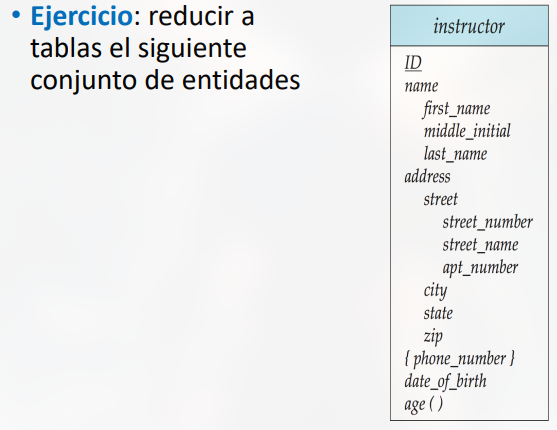 • Ejercicio: reducir a
tablas el siguiente
conjunto de entidades
instructor
ID
name
first_name
middle_initial
last_name
address
street
street_number
street_name
apt_number
city
state
zip
{ phone_number }
date_of_birth
age ( )